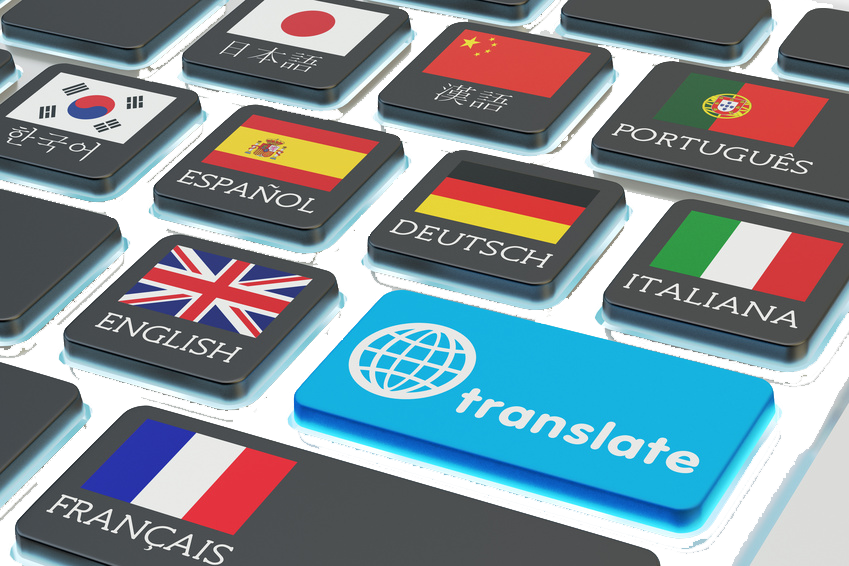 日本語
漢語
한국어
PORTUGUÊS
ESPAÑOL
DEUTSCH
ITALIANA
ENGLISH
translate
FRANÇAIS